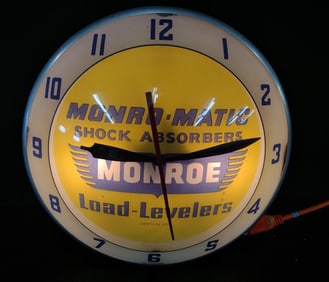 12
11 1
10 2
9 3
8 4
7 5
6
MONRO-MATIC
SHOCK ABSORBERS
MONROE
Load-Levelers